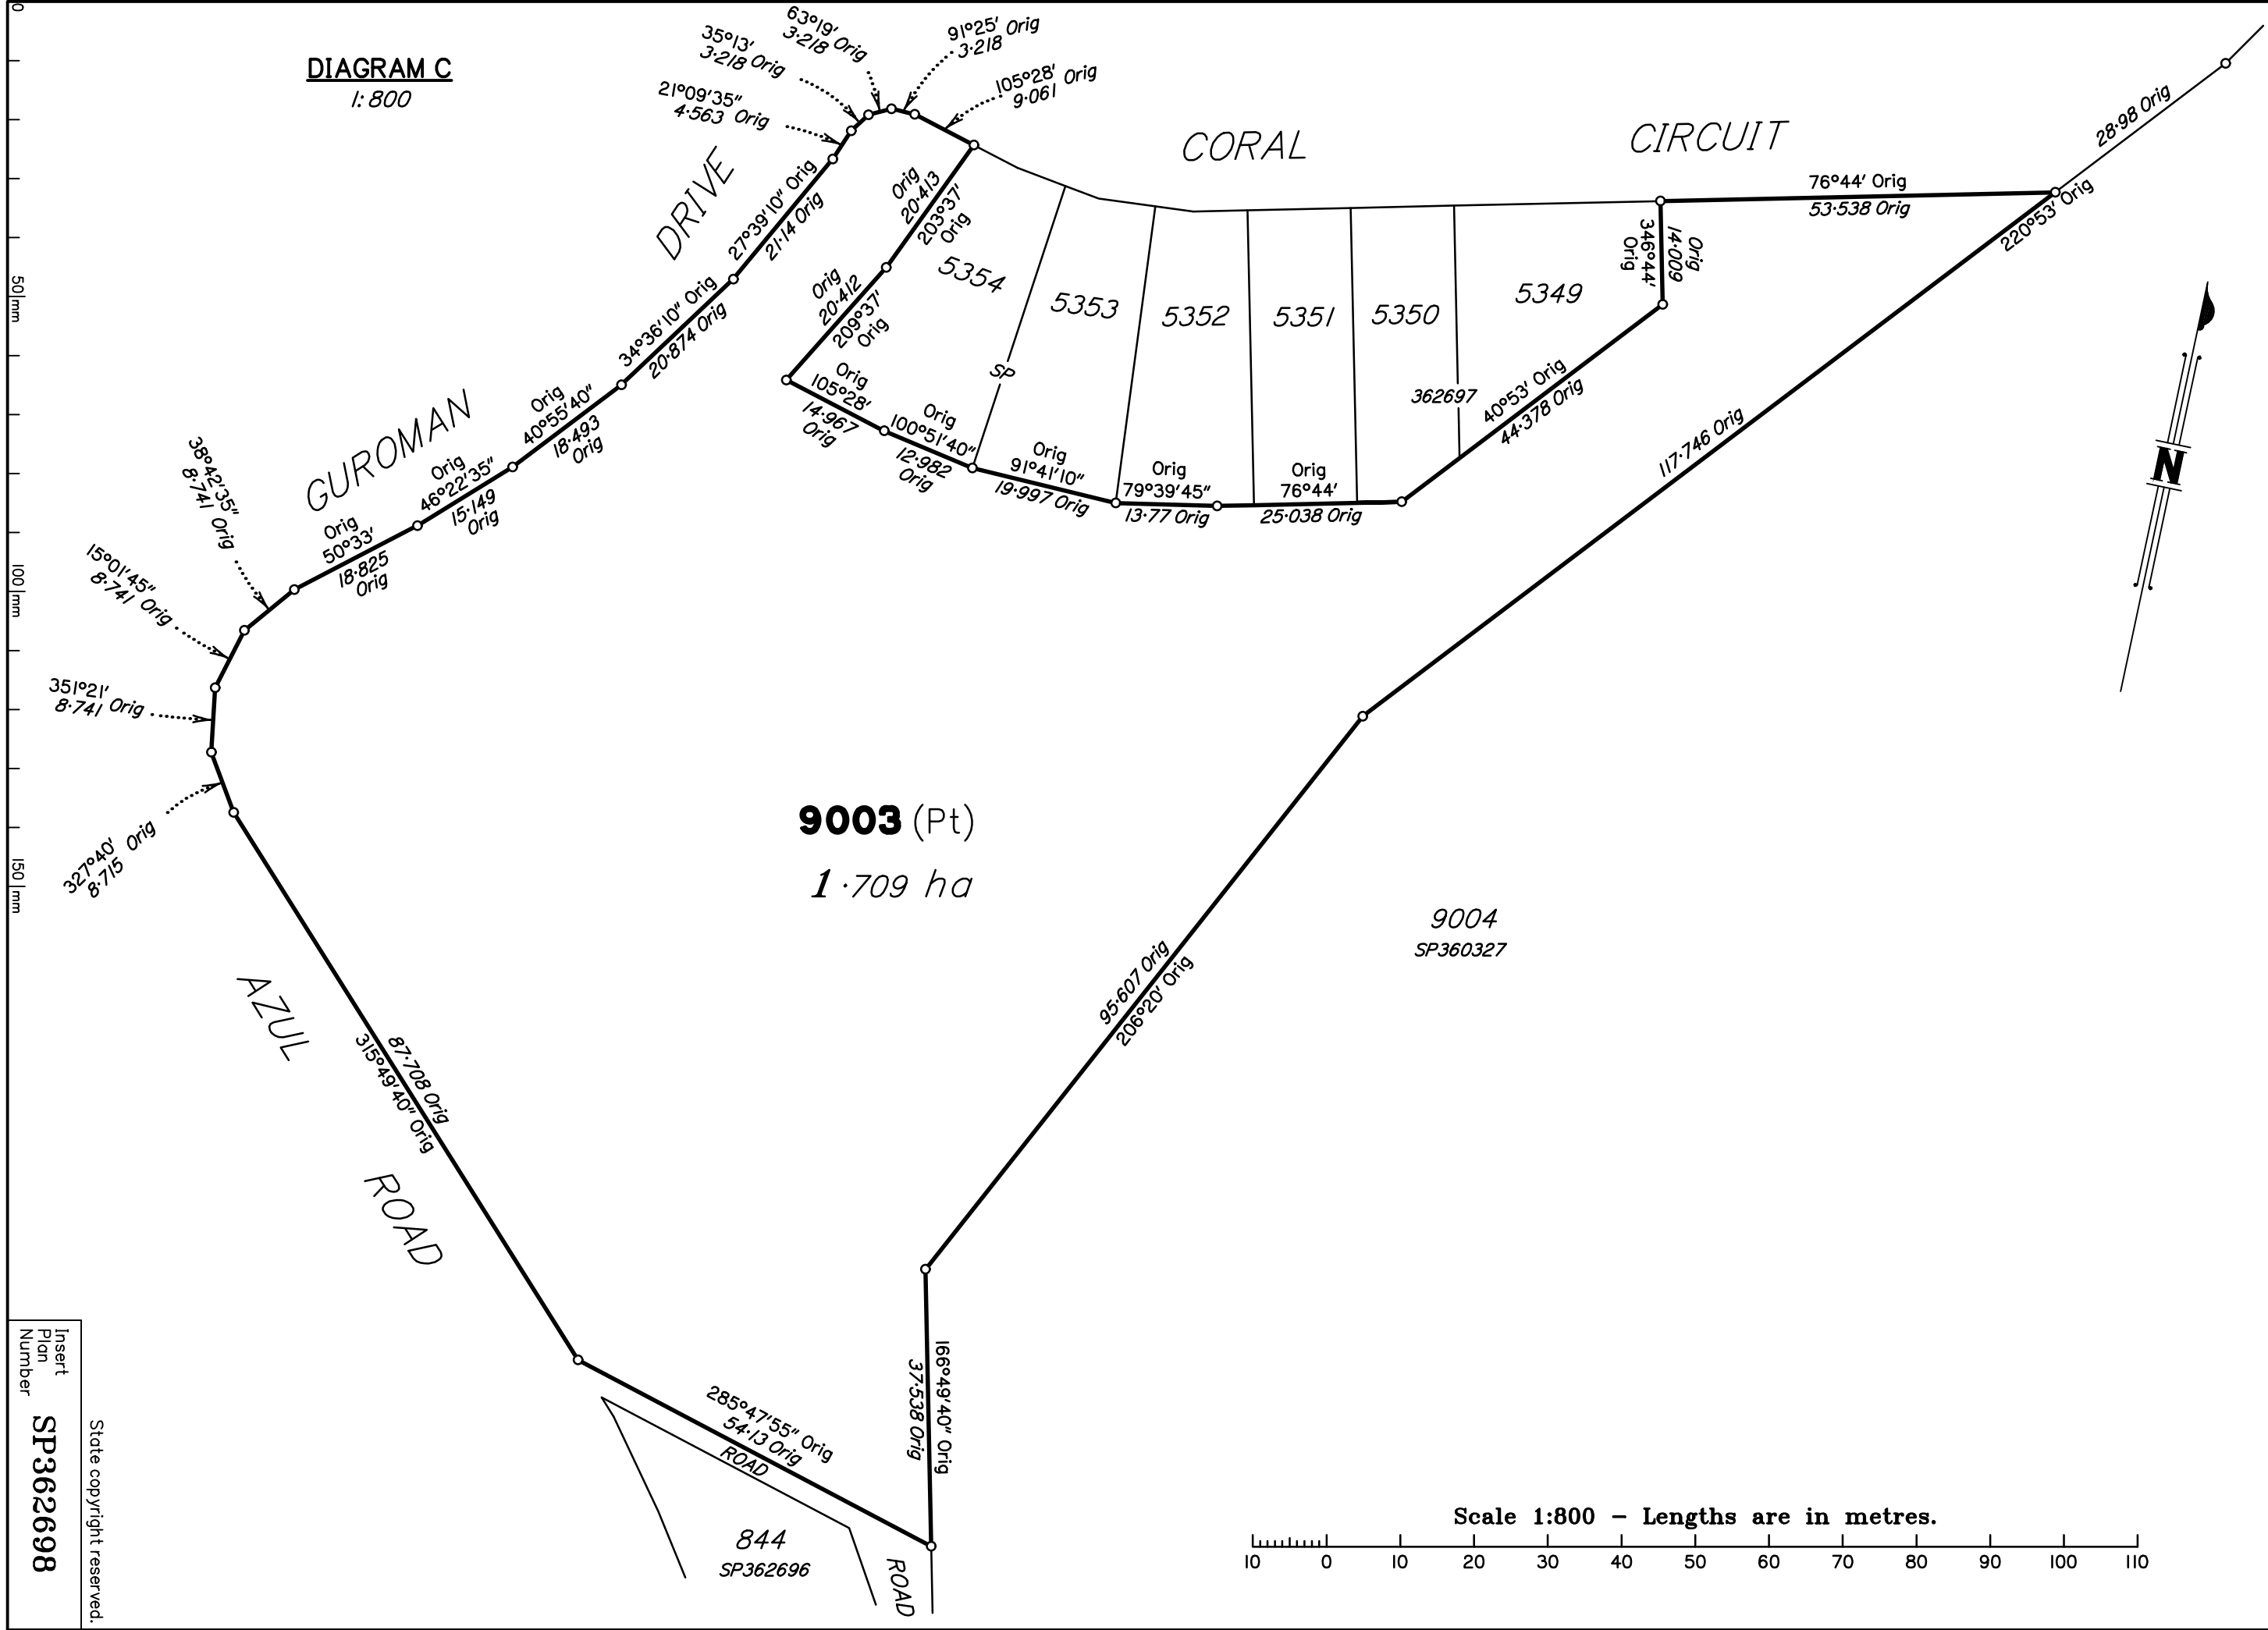 DIAGRAM C
1:800
63°19' Orig
3·218 Orig
35°13'
3·218 Orig
21°09'35"
4·563 Orig
91°25' Orig
3·218
105°28' Orig
9·061
CORAL CIRCUIT
28·98 Orig
76°44' Orig
53·538 Orig
220°53' Orig
117·746 Orig
346°44'
Orig
14·009
Orig
GUROMAN DRIVE
27°39'10" Orig
21·14 Orig
34°36'10" Orig
20·874 Orig
Orig
40°55'40"
18·493
Orig
Orig
46°22'35"
15·149
Orig
Orig
50°33'
18·825
Orig
38°42'35"
8·741 Orig
15°01'45"
8·741 Orig
351°21'
8·741 Orig
327°40' Orig
8·715
Orig
20·413
203°37'
Orig
Orig
20·412
209°37'
Orig
Orig
105°28'
14·967
Orig
Orig
100°51'40"
12·982
Orig
Orig
91°41'10"
19·997 Orig
Orig
79°39'45"
13·77 Orig
Orig
76°44'
25·038 Orig
40°53' Orig
44·378 Orig
5354
5353
5352
5351
5350
5349
SP
362697
N
9003 (Pt)
1·709 ha
9004
SP360327
95·607 Orig
206°20' Orig
AZUL ROAD
87·708 Orig
315°49'40" Orig
166°49'40" Orig
37·538 Orig
285°47'55" Orig
54·13 Orig
ROAD
844
SP362696
ROAD
Scale 1:800 – Lengths are in metres.
10 0 10 20 30 40 50 60 70 80 90 100 110
0
50 mm
100 mm
150 mm
State copyright reserved.
Insert
Plan
Number
SP362698